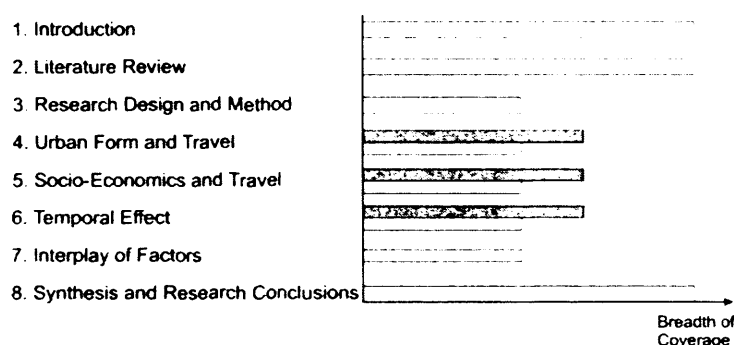 1. Introduction
2. Literature Review
3. Research Design and Method
4. Urban Form and Travel
5. Socio-Economics and Travel
6. Temporal Effect
7. Interplay of Factors
8. Synthesis and Research Conclusions
Breadth of
Coverage